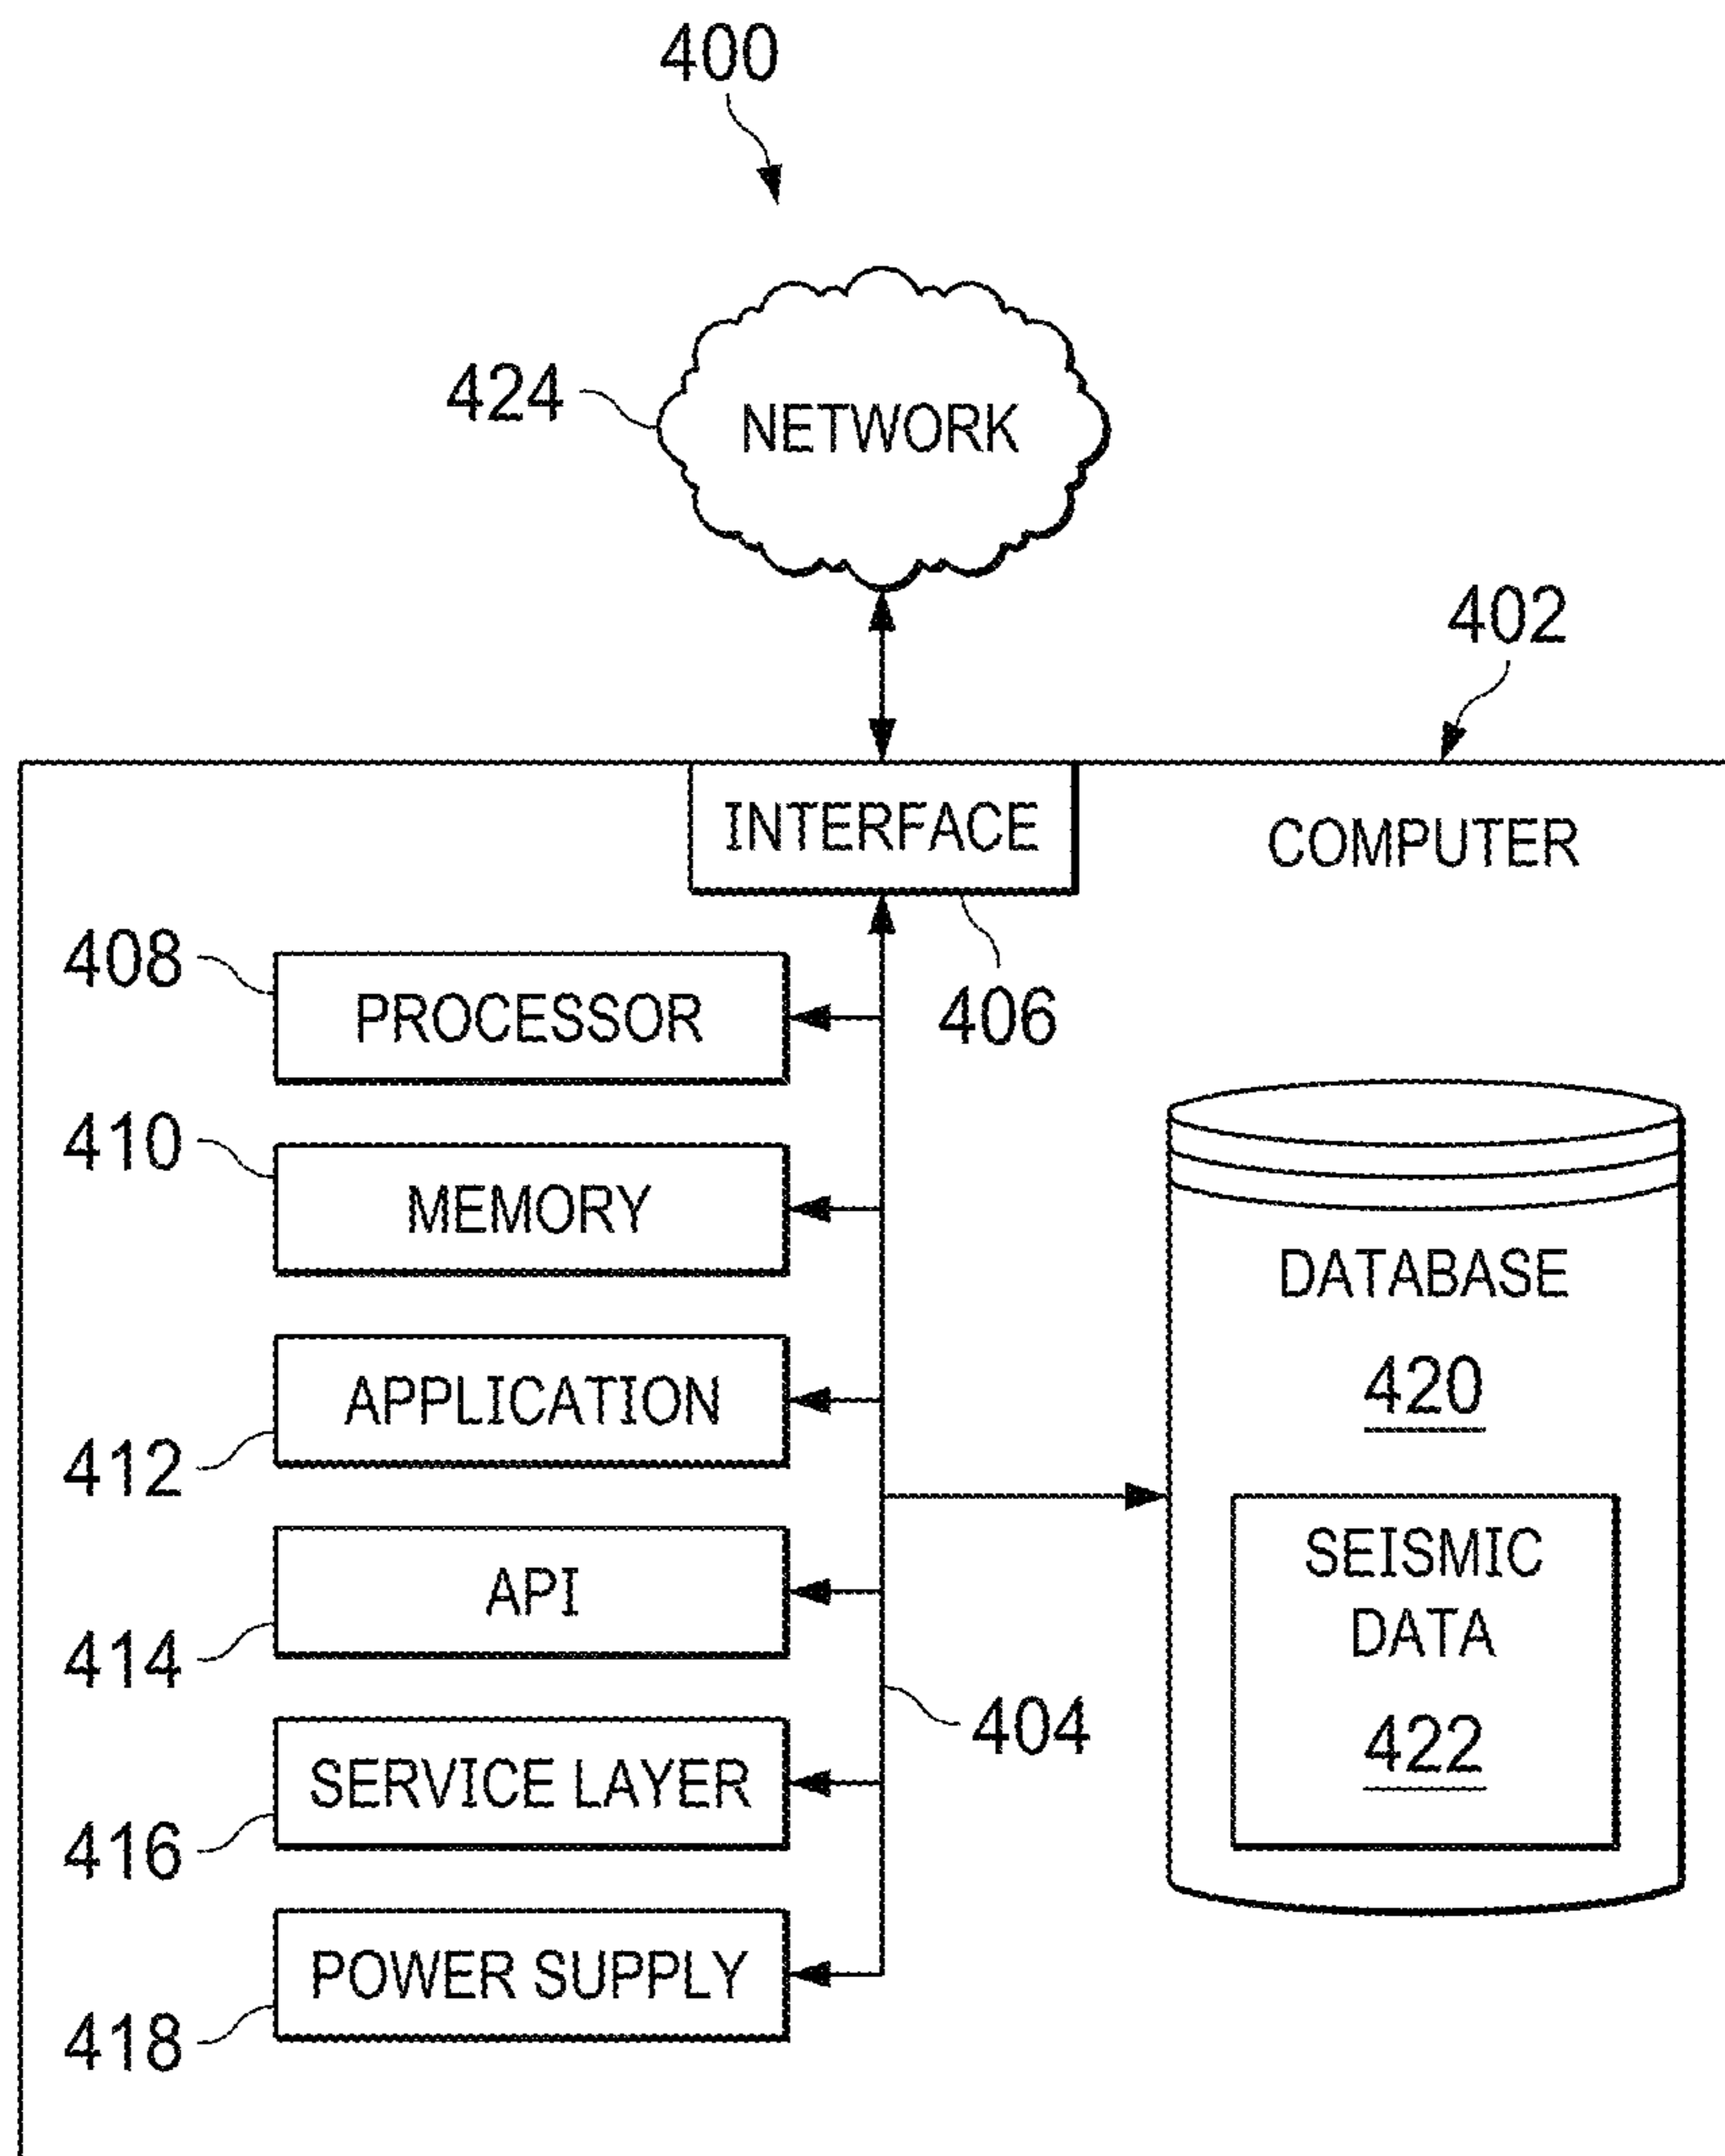 400
424
NETWORK
402
INTERFACE
COMPUTER
408
PROCESSOR
406
410
MEMORY
DATABASE
420
APPLICATION
412
SEISMIC
DATA
422
API
414
404
SERVICE LAYER
416
POWER SUPPLY
418